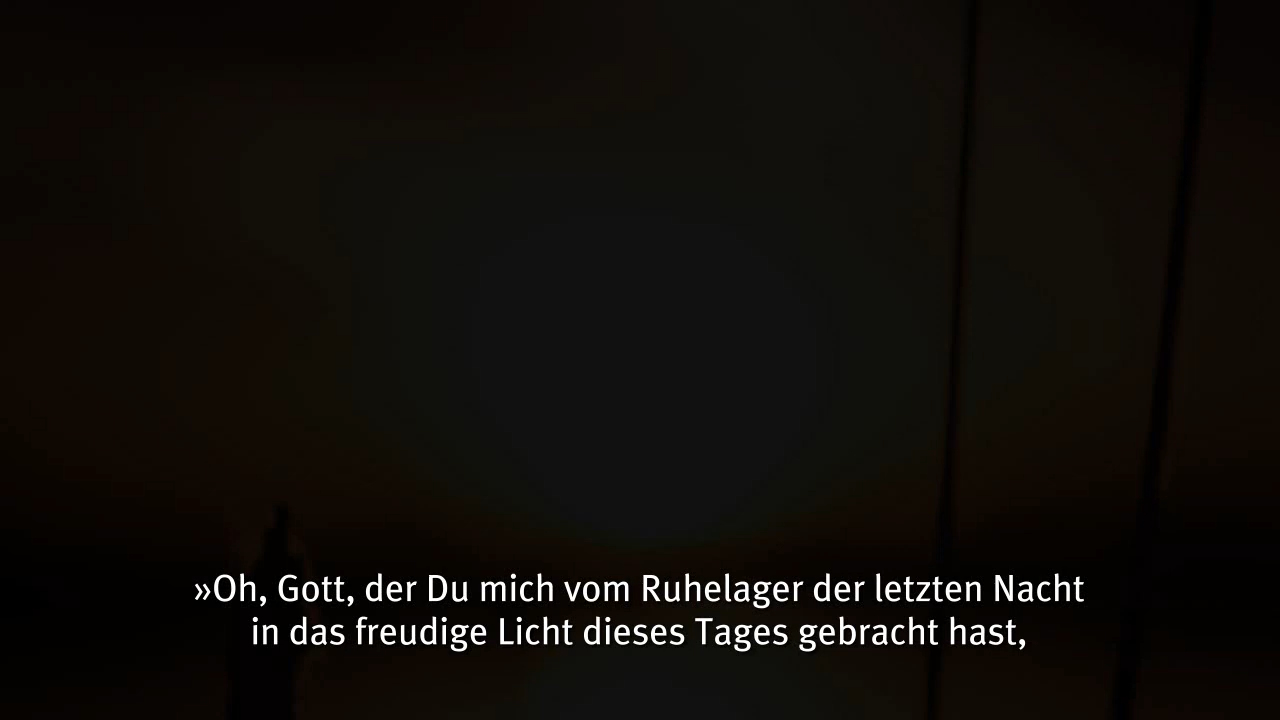 »Oh, Gott, der Du mich vom Ruhelager der letzten Nacht
in das freudige Licht dieses Tages gebracht hast,